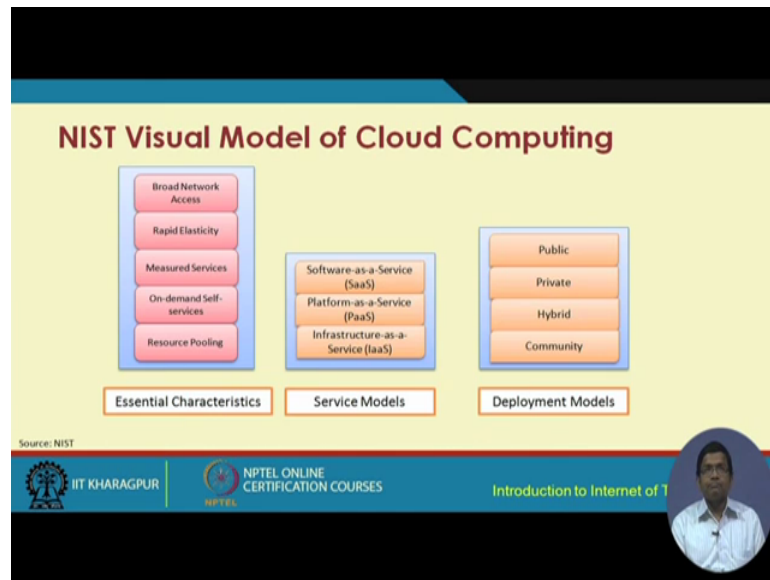 NIST Visual Model of Cloud Computing
Broad Network
Access
Rapid Elasticity
Measured Services
On-demand Self-
services
Resource Pooling
Essential Characteristics
Software-as-a-Service
(SaaS)
Platform-as-a-Service
(PaaS)
Infrastructure-as-a-
Service (IaaS)
Service Models
Public
Private
Hybrid
Community
Deployment Models
Source: NIST
IIT KHARAGPUR
NPTEL
NPTEL ONLINE
CERTIFICATION COURSES
Introduction to Internet of T